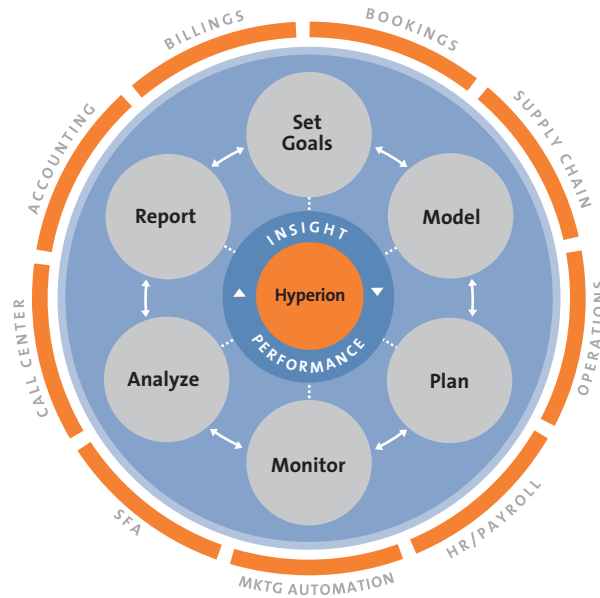 BILLINGS
BOOKINGS
SUPPLY CHAIN
OPERATIONS
HR/PAYROLL
MKTG AUTOMATION
SFA
CALL CENTER
ACCOUNTING
Set
Goals
Model
Plan
Monitor
Analyze
Report
INSIGHT
Hyperion
PERFORMANCE